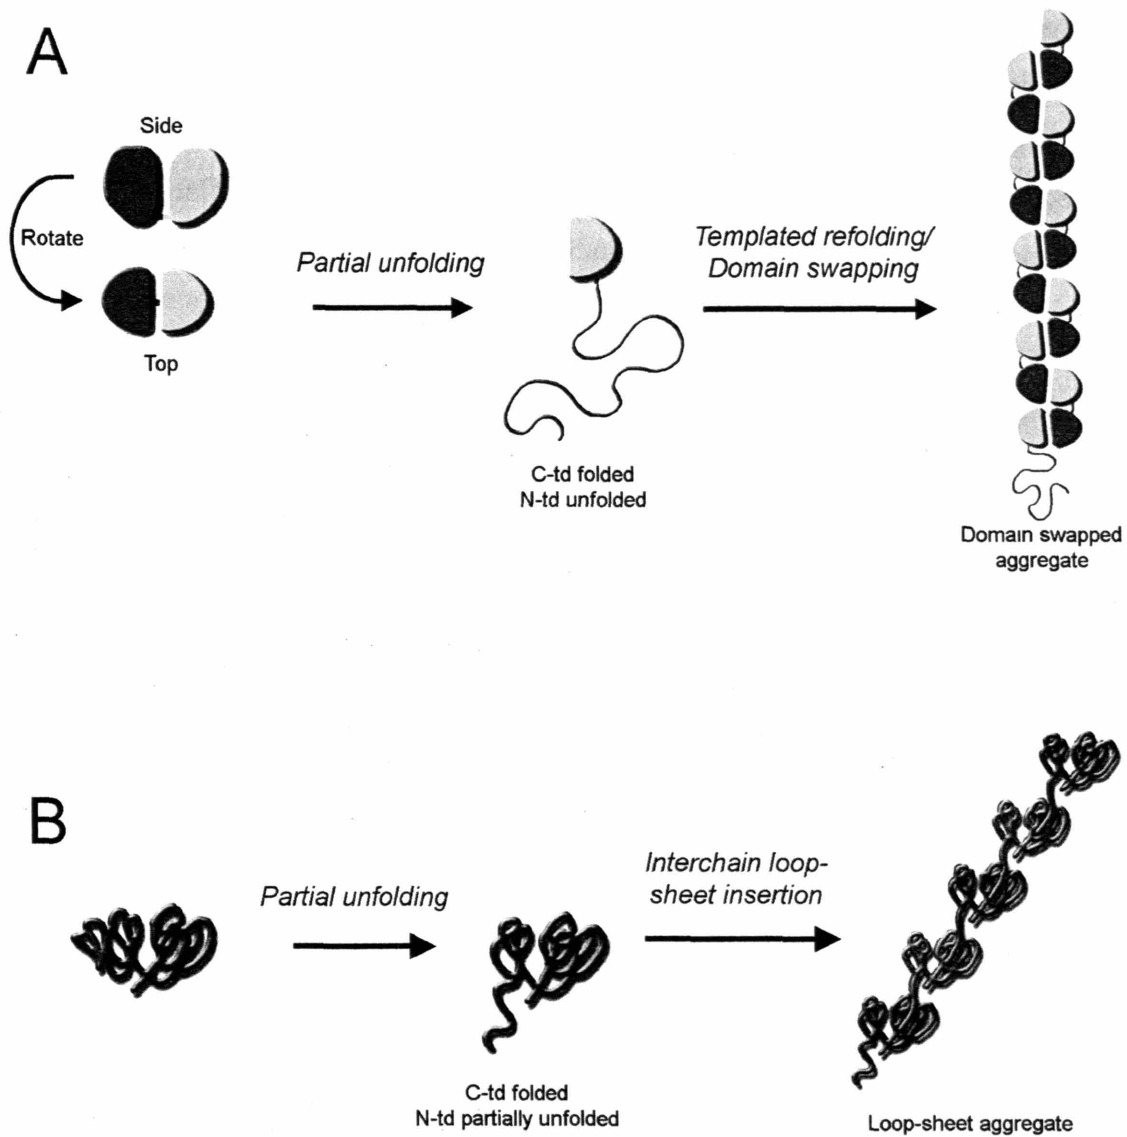 A
Side
Rotate
Top
Partial unfolding
C-td folded
N-td unfolded
Templated refolding/
Domain swapping
Domain swapped
aggregate
B
Partial unfolding
C-td folded
N-td partially unfolded
Interchain loop-
sheet insertion
Loop-sheet aggregate